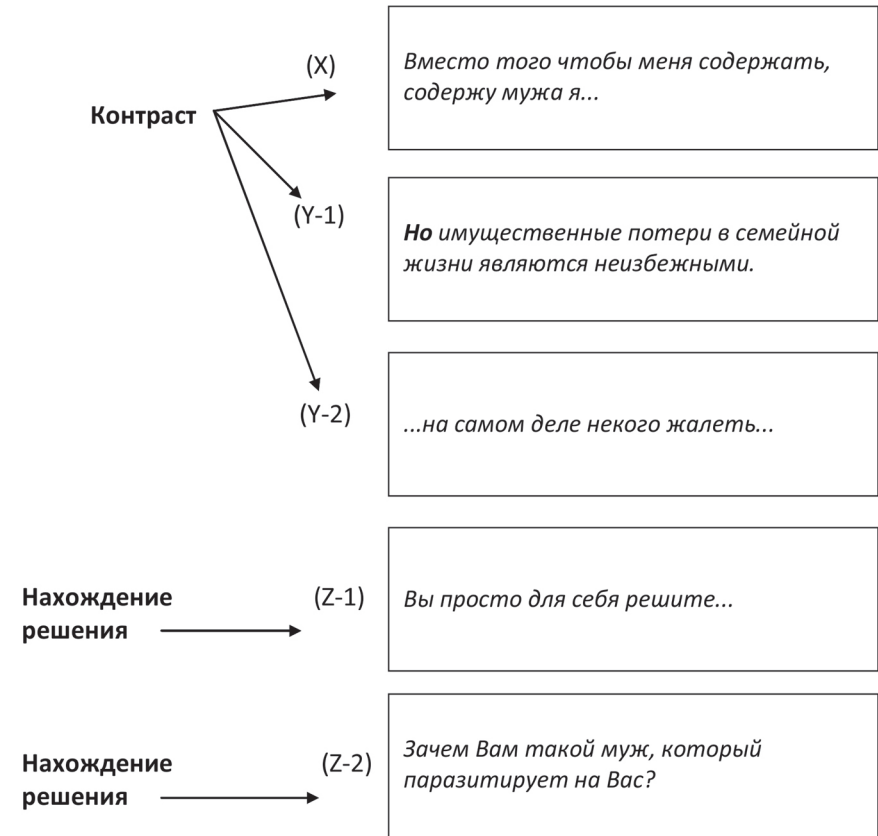 (X)
Вместо того чтобы меня содержать,
содержу мужа я...
Контраст
(Y-1)
Но имущественные потери в семейной
жизни являются неизбежными.
(Y-2)
...на самом деле некого жалеть...
Нахождение
решения
(Z-1)
Вы просто для себя решите...
Нахождение
решения
(Z-2)
Зачем Вам такой муж, который
паразитирует на Вас?